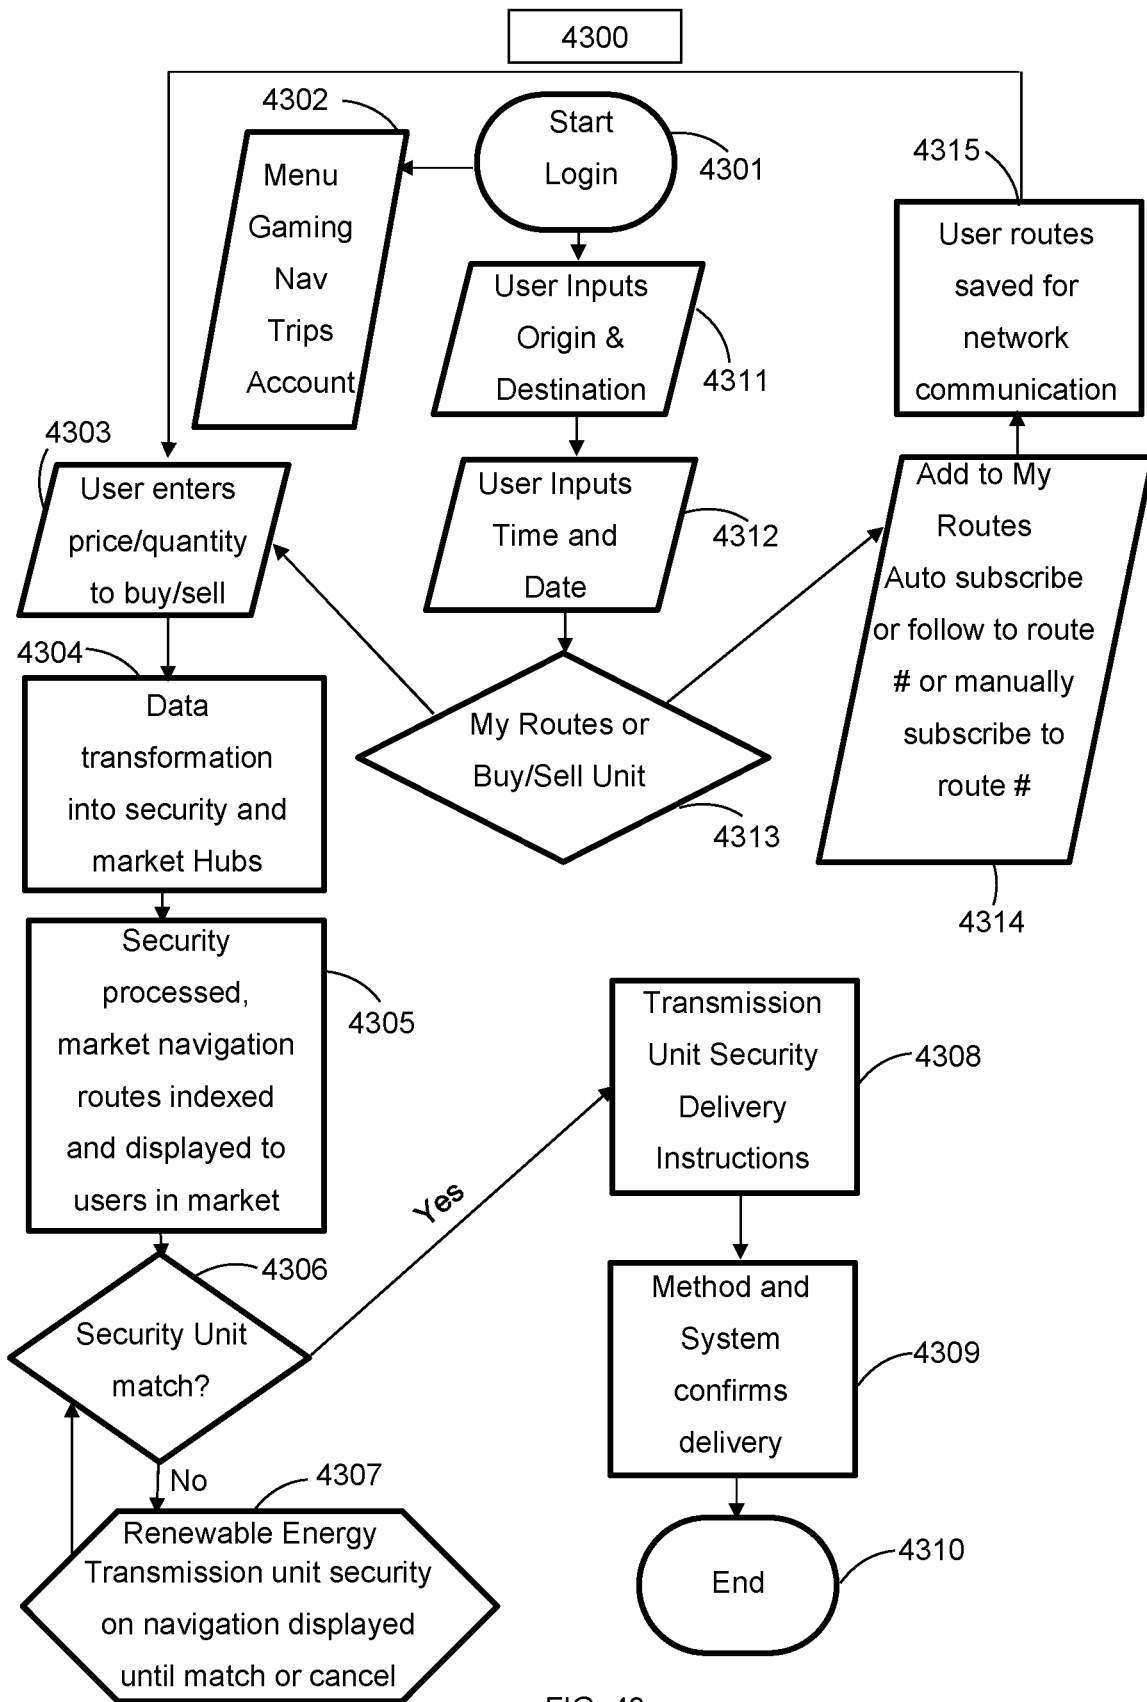 4300
4302
Start
Login
4301
4315
Menu
Gaming
Nav
Trips
Account
User routes
saved for
network
communication
User Inputs
Origin &
Destination
4311
4303
User enters
price/quantity
to buy/sell
User Inputs
Time and
Date
4312
Add to My
Routes
Auto subscribe
or follow to route
# or manually
subscribe to
route #
4304
Data
transformation
into security and
market Hubs
My Routes or
Buy/Sell Unit
4313
4314
Security
processed,
market navigation
routes indexed
and displayed to
users in market
4305
Transmission
Unit Security
Delivery
Instructions
4308
Yes
4306
Security Unit
match?
Method and
System
confirms
delivery
4309
No
4307
Renewable Energy
Transmission unit security
on navigation displayed
until match or cancel
End
4310